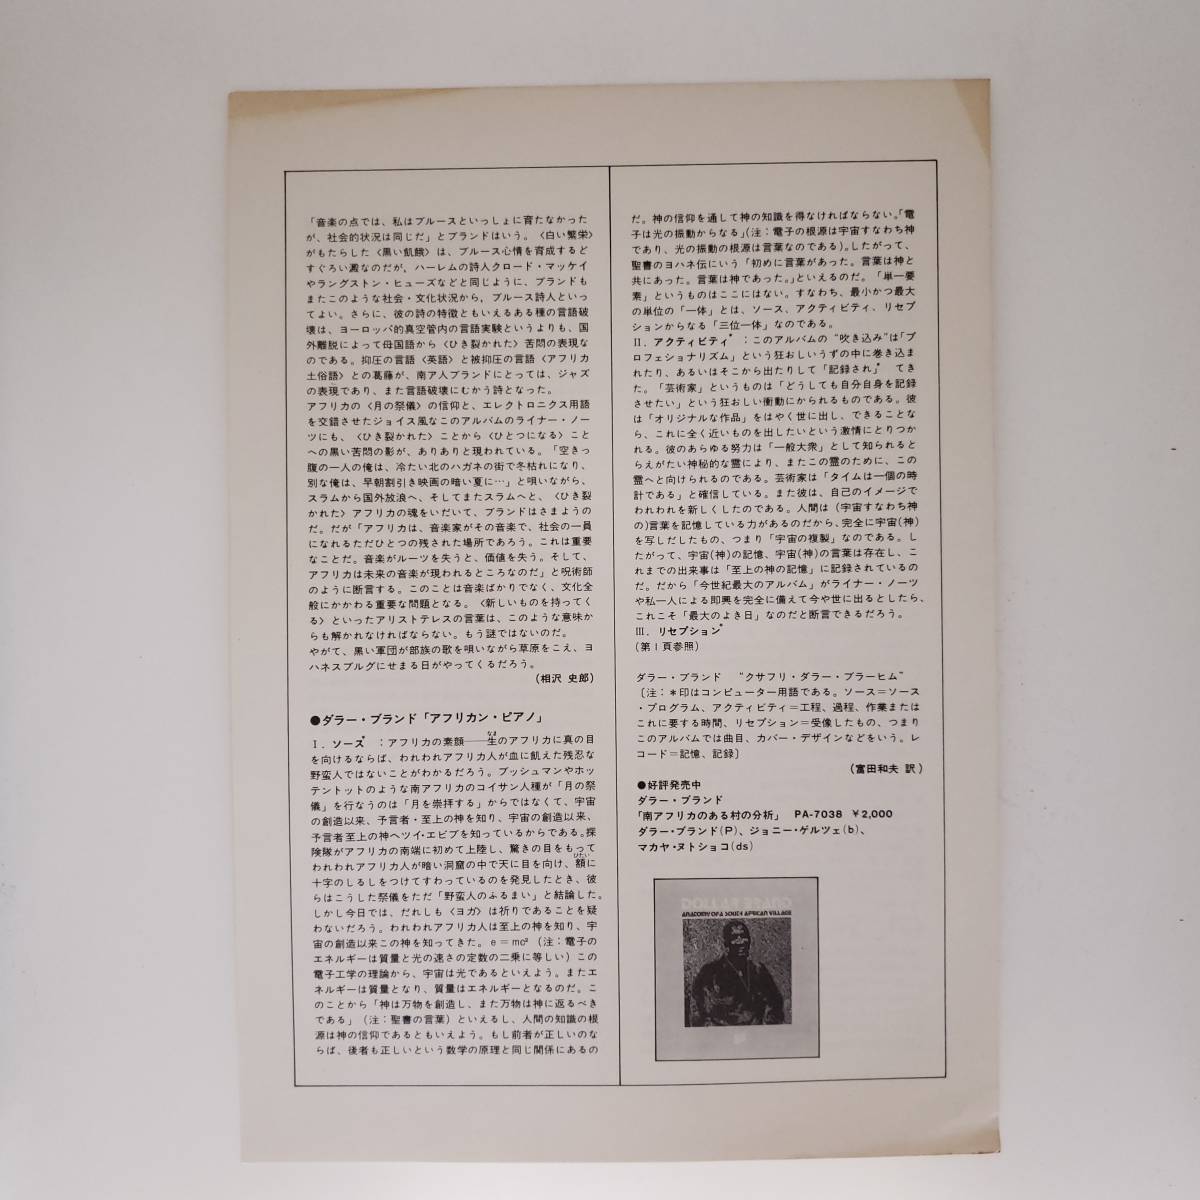 「音楽の点では、私はブルースといっしょに育たなかった
が、社会的状況は同じだ」とブランドはいう。〈白い繁栄〉
がもたらした〈黒い飢餓〉は、ブルース心情を育成するど
すぐろい澱なのだが、ハーレムの詩人クロード・マッケイ
やラングストン・ヒューズなどと同じように、ブランドも
またこのような社会・文化状況から，ブルース詩人といっ
てよい。さらに、彼の詩の特徴ともいえるある種の言語破
壊は、ヨーロッパ的真空管内の言語実験というよりも、国
外離脱によって母国語から〈ひき裂かれた〉苦悶の表現な
のである。抑圧の言語〈英語〉と被抑圧の言語〈アフリカ
土俗語〉との葛藤が、南ア人ブランドにとっては、ジャズ
の表現であり、また言語破壊にむかう詩となった。
アフリカの〈月の祭儀〉の信仰と、エレクトロニクス用語
を交錯させたジョイス風なこのアルバムのライナー・ノー
ツにも、〈ひき裂かれた〉ことから〈ひとつになる〉こと
への黒い苦悶の影が、ありありと現われている。「空きっ
腹の一人の俺は、冷たい北のハガネの街で冬枯れになり、
別な俺は、早朝割引き映画の暗い夏に…」と唄いながら、
スラムから国外放浪へ、そしてまたスラムへと、〈ひき裂
かれた〉アフリカの魂をいだいて、ブランドはさまようの
だ。だが「アフリカは、音楽家がその音楽で、社会の一員
になれるただひとつの残された場所であろう。これは重要
なことだ。音楽がルーツを失うと、価値を失う。そして、
アフリカは未来の音楽が現われるところなのだ」と呪術師
のように断言する。このことは音楽ばかりでなく、文化全
般にかかわる重要な問題となる。〈新しいものを持ってく
る〉といったアリストテレスの言葉は、このような意味か
らも解かれなければならない。もう謎ではないのだ。
やがて、黒い軍団が部族の歌を唄いながら草原をこえ、ヨ
ハネスブルグにせまる日がやってくるだろう。
(相沢 史郎)
●ダラー・ブランド「アフリカン・ピアノ」
I．ソース* ：アフリカの素顔──生のアフリカに真の目
なま
を向けるならば、われわれアフリカ人が血に飢えた残忍な
野蛮人ではないことがわかるだろう。ブッシュマンやホッ
テントットのような南アフリカのコイサン人種が「月の祭
儀」を行なうのは「月を崇拝する」からではなくて、宇宙
の創造以来、予言者・至上の神を知り、宇宙の創造以来、
予言者至上の神ヘツイ・エビブを知っているからである。探
険隊がアフリカの南端に初めて上陸し、驚きの目をもって
われわれアフリカ人が暗い洞窟の中で天に目を向け、額に
ひたい
十字のしるしをつけてすわっているのを発見したとき、彼
らはこうした祭儀をただ「野蛮人のふるまい」と結論した。
しかし今日では、だれしも〈ヨガ〉は祈りであることを疑
わないだろう。われわれアフリカ人は至上の神を知り、宇
宙の創造以来この神を知ってきた。e＝mc²（注：電子の
エネルギーは質量と光の速さの定数の二乗に等しい）この
電子工学の理論から、宇宙は光であるといえよう。またエ
ネルギーは質量となり、質量はエネルギーとなるのだ。こ
のことから「神は万物を創造し、また万物は神に返るべき
である」（注：聖書の言葉）といえるし、人間の知識の根
源は神の信仰であるともいえよう。もし前者が正しいのな
らば、後者も正しいという数学の原理と同じ関係にあるの
だ。神の信仰を通して神の知識を得なければならない。「電
子は光の振動からなる」(注：電子の根源は宇宙すなわち神
であり、光の振動の根源は言葉なのである)。したがって、
聖書のヨハネ伝にいう「初めに言葉があった。言葉は神と
共にあった。言葉は神であった。」といえるのだ。「単一要
素」というものはここにはない。すなわち、最小かつ最大
の単位の「一体」とは、ソース、アクティビティ、リセプ
ションからなる「三位一体」なのである。
II．アクティビティ* ：このアルバムの “吹き込み”は「プ
ロフェショナリズム」という狂おしいうずの中に巻き込ま
れたり、あるいはそこから出たりして「記録され」* てき
た。「芸術家」というものは「どうしても自分自身を記録
させたい」という狂おしい衝動にかられるものである。彼
は「オリジナルな作品」をはやく世に出し、できることな
ら、これに全く近いものを出したいという激情にとりつか
れる。彼のあらゆる努力は「一般大衆」として知られると
らえがたい神秘的な霊により、またこの霊のために、この
霊へと向けられるのである。芸術家は「タイムは一個の時
計である」と確信している。また彼は、自己のイメージで
われわれを新しくしたのである。人間は(宇宙すなわち神
の)言葉を記憶している力があるのだから、完全に宇宙(神)
を写しだしたもの、つまり「宇宙の複製」なのである。し
たがって、宇宙(神)の記憶、宇宙(神)の言葉は存在し、こ
れまでの出来事は「至上の神の記憶」に記録されているの
だ。だから「今世紀最大のアルバム」がライナー・ノーツ
や私一人による即興を完全に備えて今や世に出るとしたら、
これこそ「最大のよき日」なのだと断言できるだろう。
III．リセプション*
(第1頁参照)
ダラー・ブランド “クサフリ・ダラー・ブラーヒム”
〔注：＊印はコンピューター用語である。ソース＝ソース
・プログラム、アクティビティ＝工程、過程、作業または
これに要する時間、リセプション＝受像したもの、つまり
このアルバムでは曲目、カバー・デザインなどをいう。レ
コード＝記憶、記録〕
(富田和夫 訳)
●好評発売中
ダラー・ブランド
「南アフリカのある村の分析」 PA-7038 ￥2,000
ダラー・ブランド(P)、ジョニー・ゲルツェ(b)、
マカヤ・ヌトショコ(ds)
DOLLAR BRAND
ANATOMY OF A SOUTH AFRICAN VILLAGE